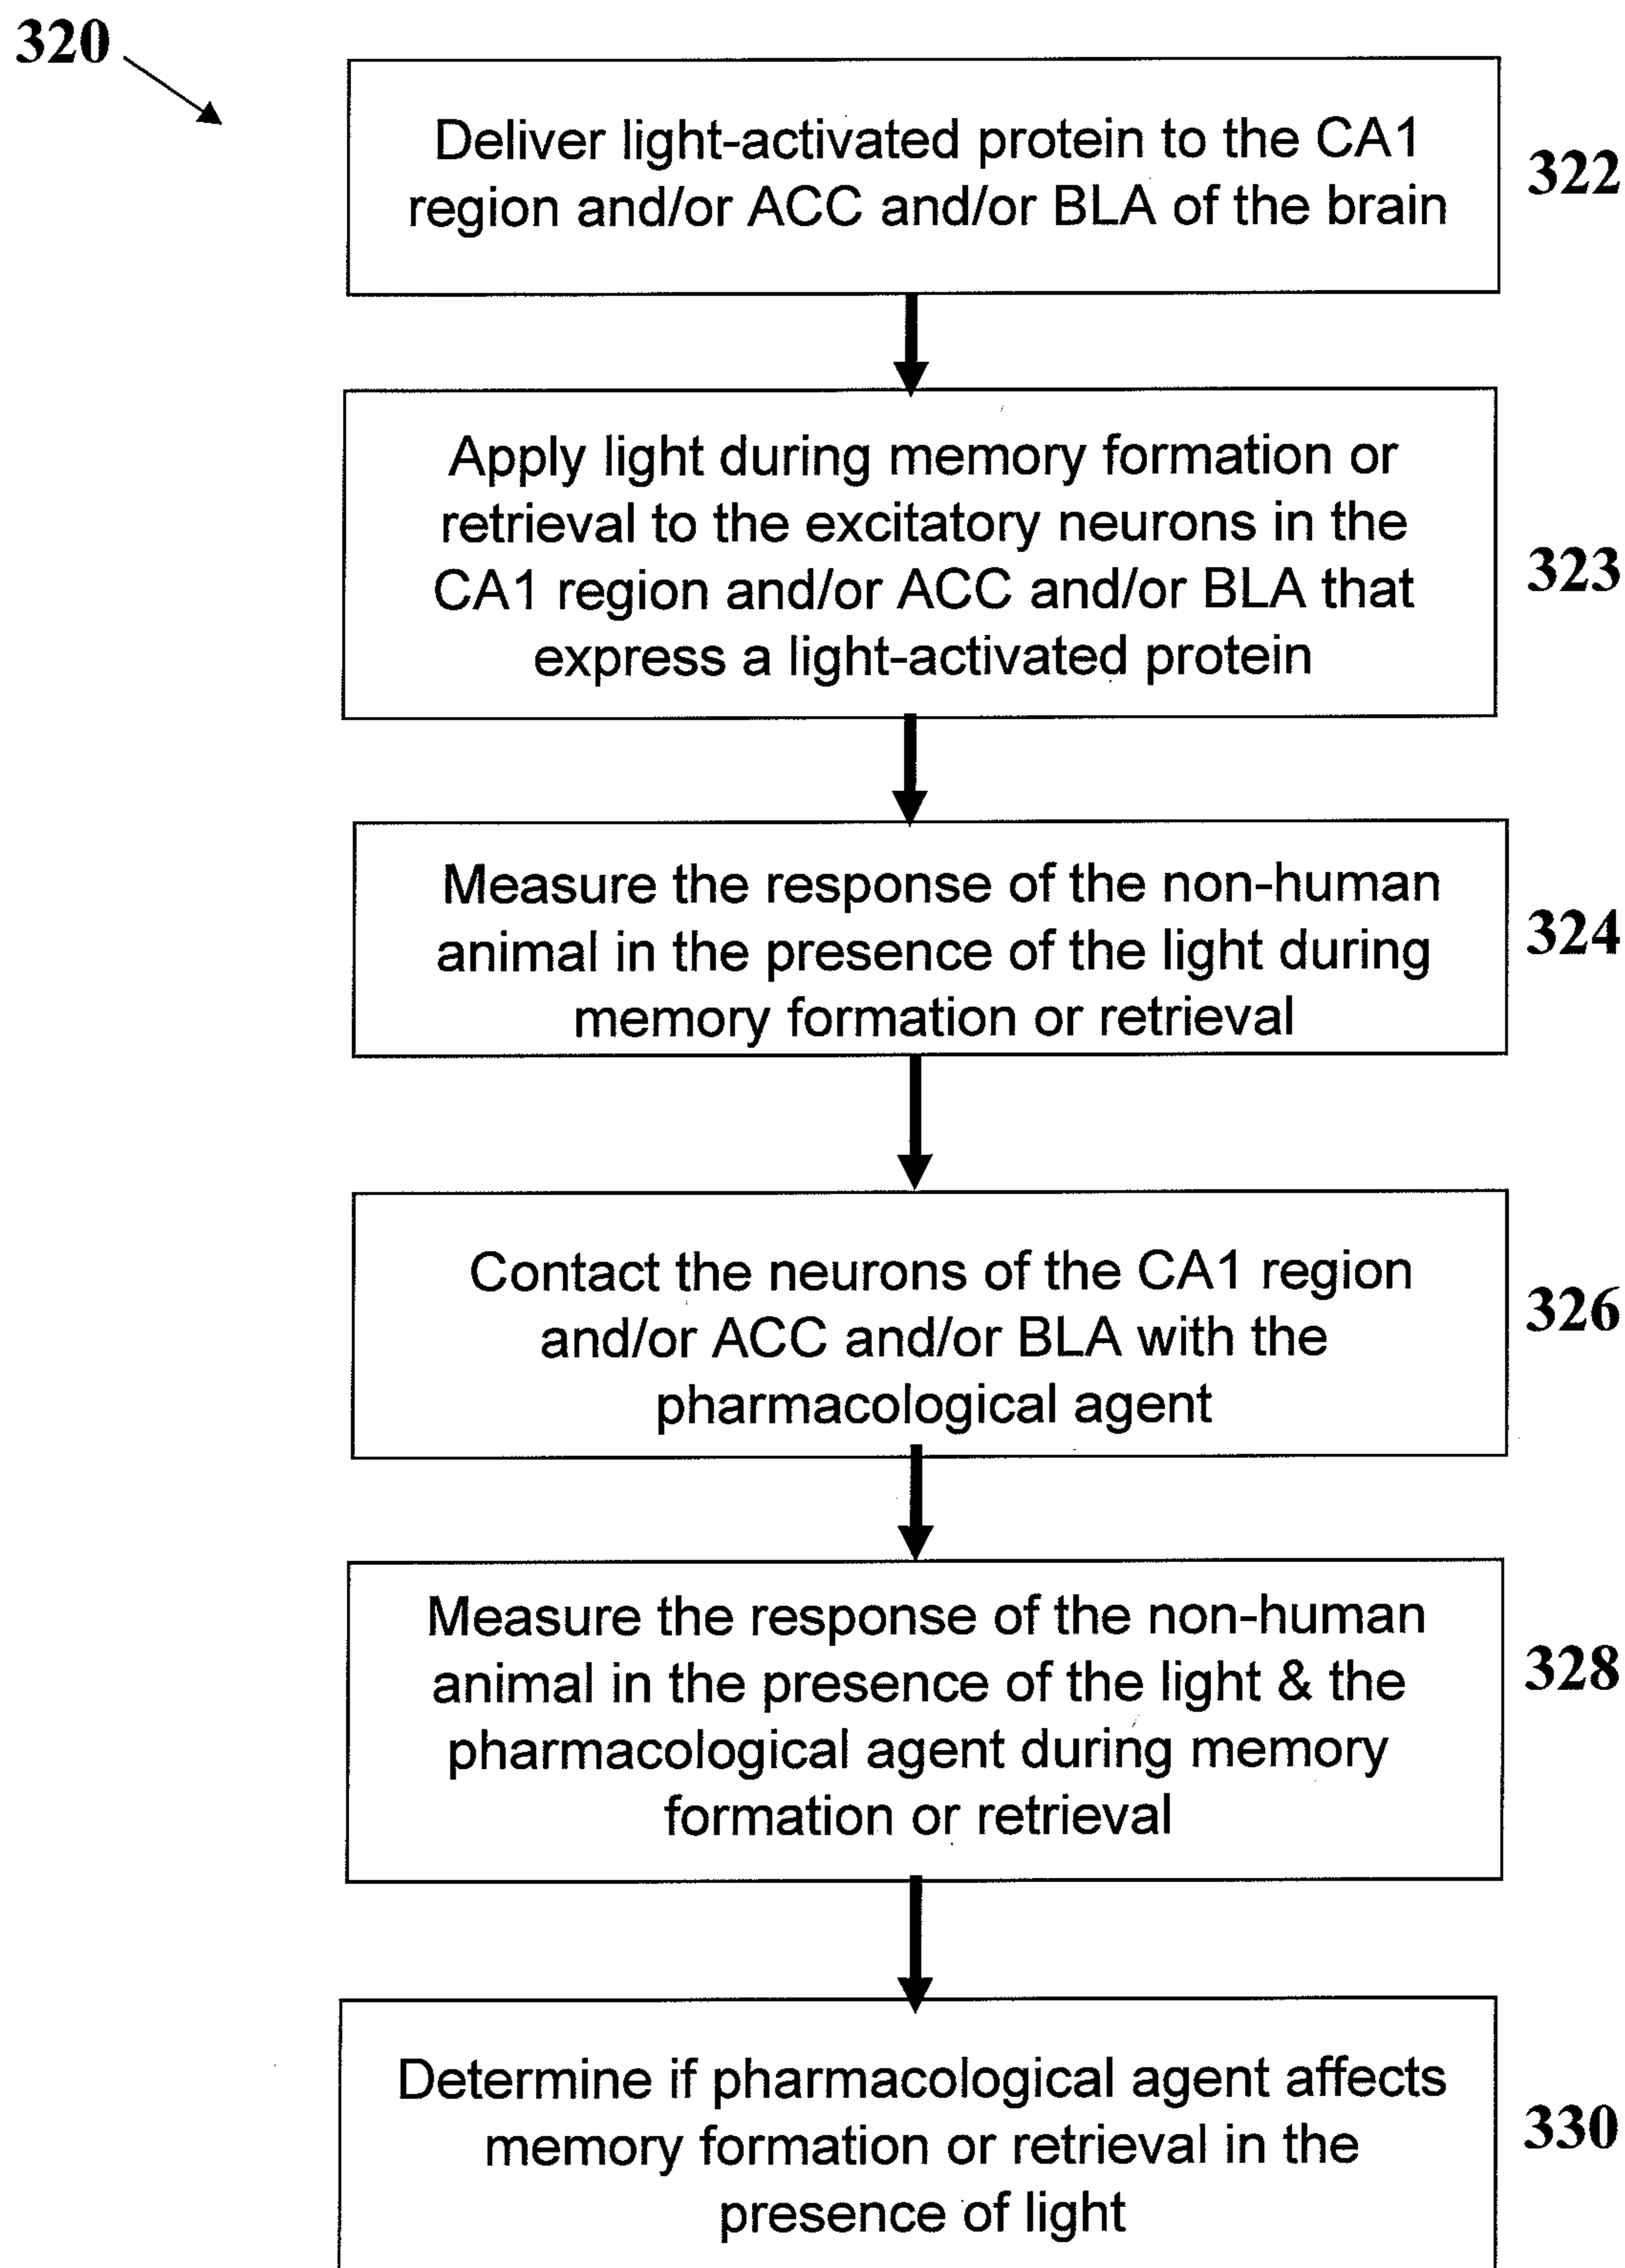 320
Deliver light-activated protein to the CA1
region and/or ACC and/or BLA of the brain
322
Apply light during memory formation or
retrieval to the excitatory neurons in the
CA1 region and/or ACC and/or BLA that
express a light-activated protein
323
Measure the response of the non-human
animal in the presence of the light during
memory formation or retrieval
324
Contact the neurons of the CA1 region
and/or ACC and/or BLA with the
pharmacological agent
326
Measure the response of the non-human
animal in the presence of the light & the
pharmacological agent during memory
formation or retrieval
328
Determine if pharmacological agent affects
memory formation or retrieval in the
presence of light
330